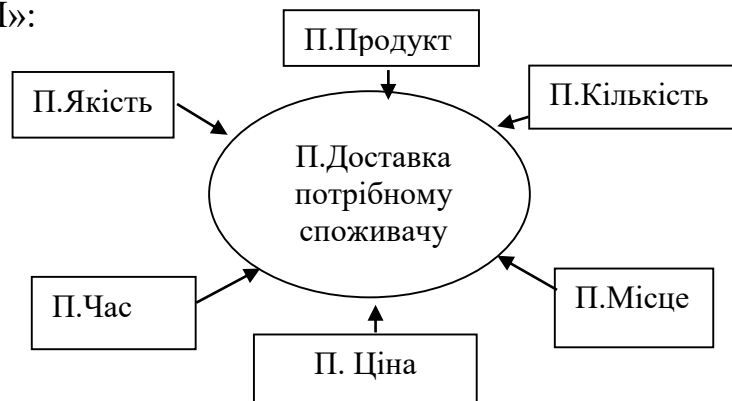 І»:
П.Продукт
П.Якість
П.Кількість
П.Доставка
потрібному
споживачу
П.Час
П.Місце
П. Ціна